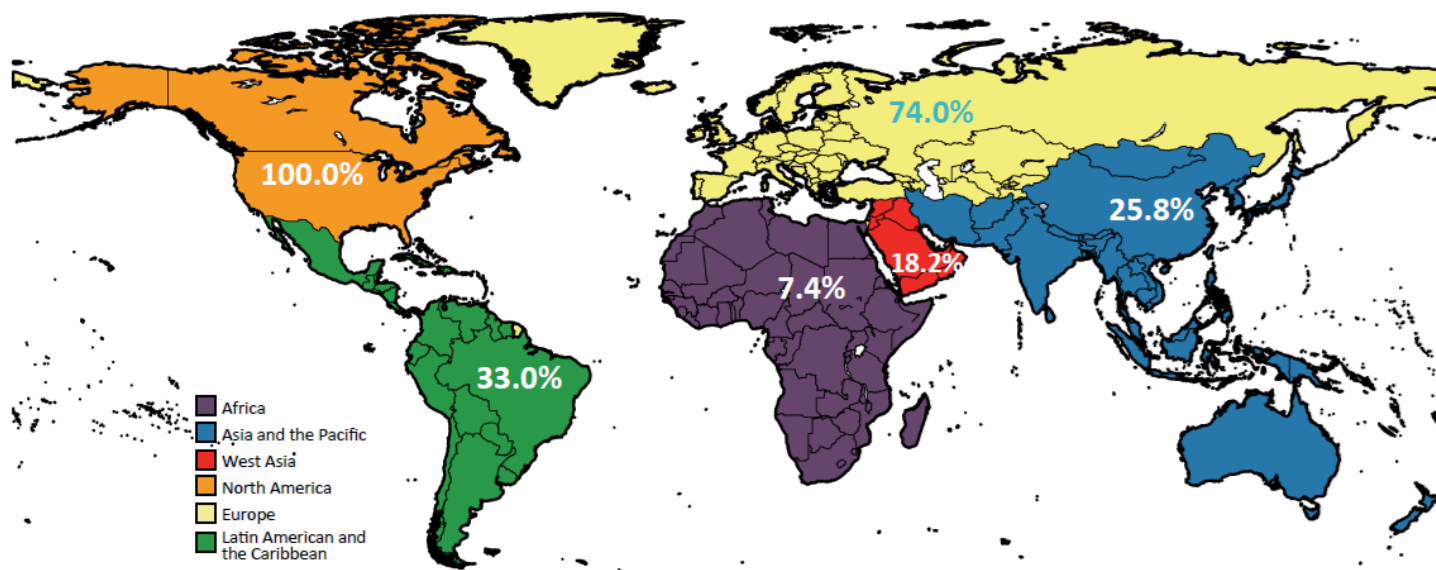 74.0%
100.0%
25.8%
18.2%
7.4%
33.0%
Africa
Asia and the Pacific
West Asia
North America
Europe
Latin American and
the Caribbean